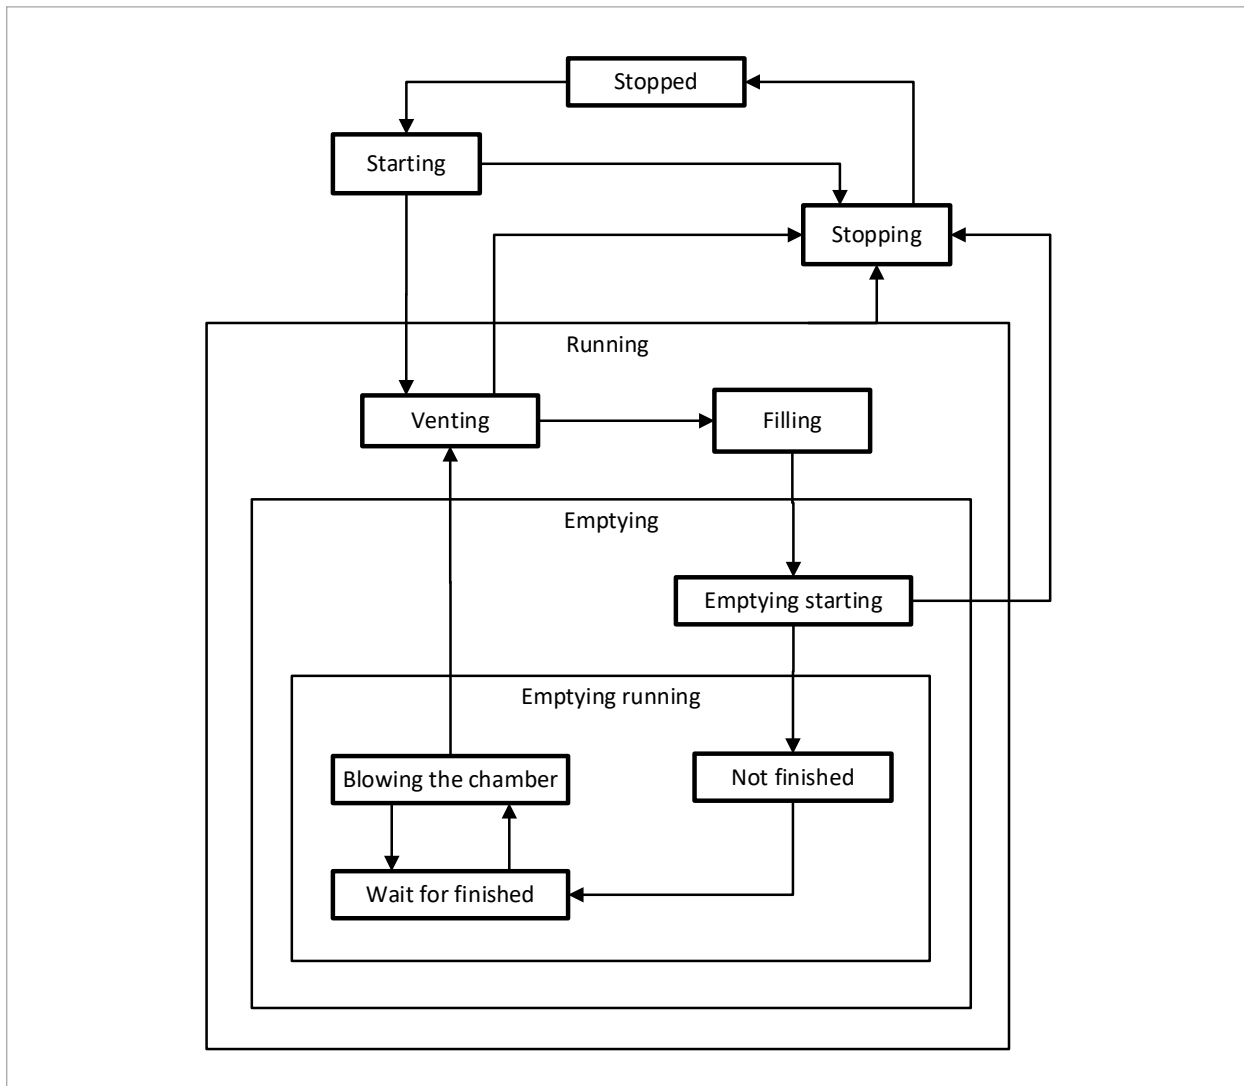 Stopped
Starting
Stopping
Running
Venting
Filling
Emptying
Emptying starting
Emptying running
Blowing the chamber
Not finished
Wait for finished